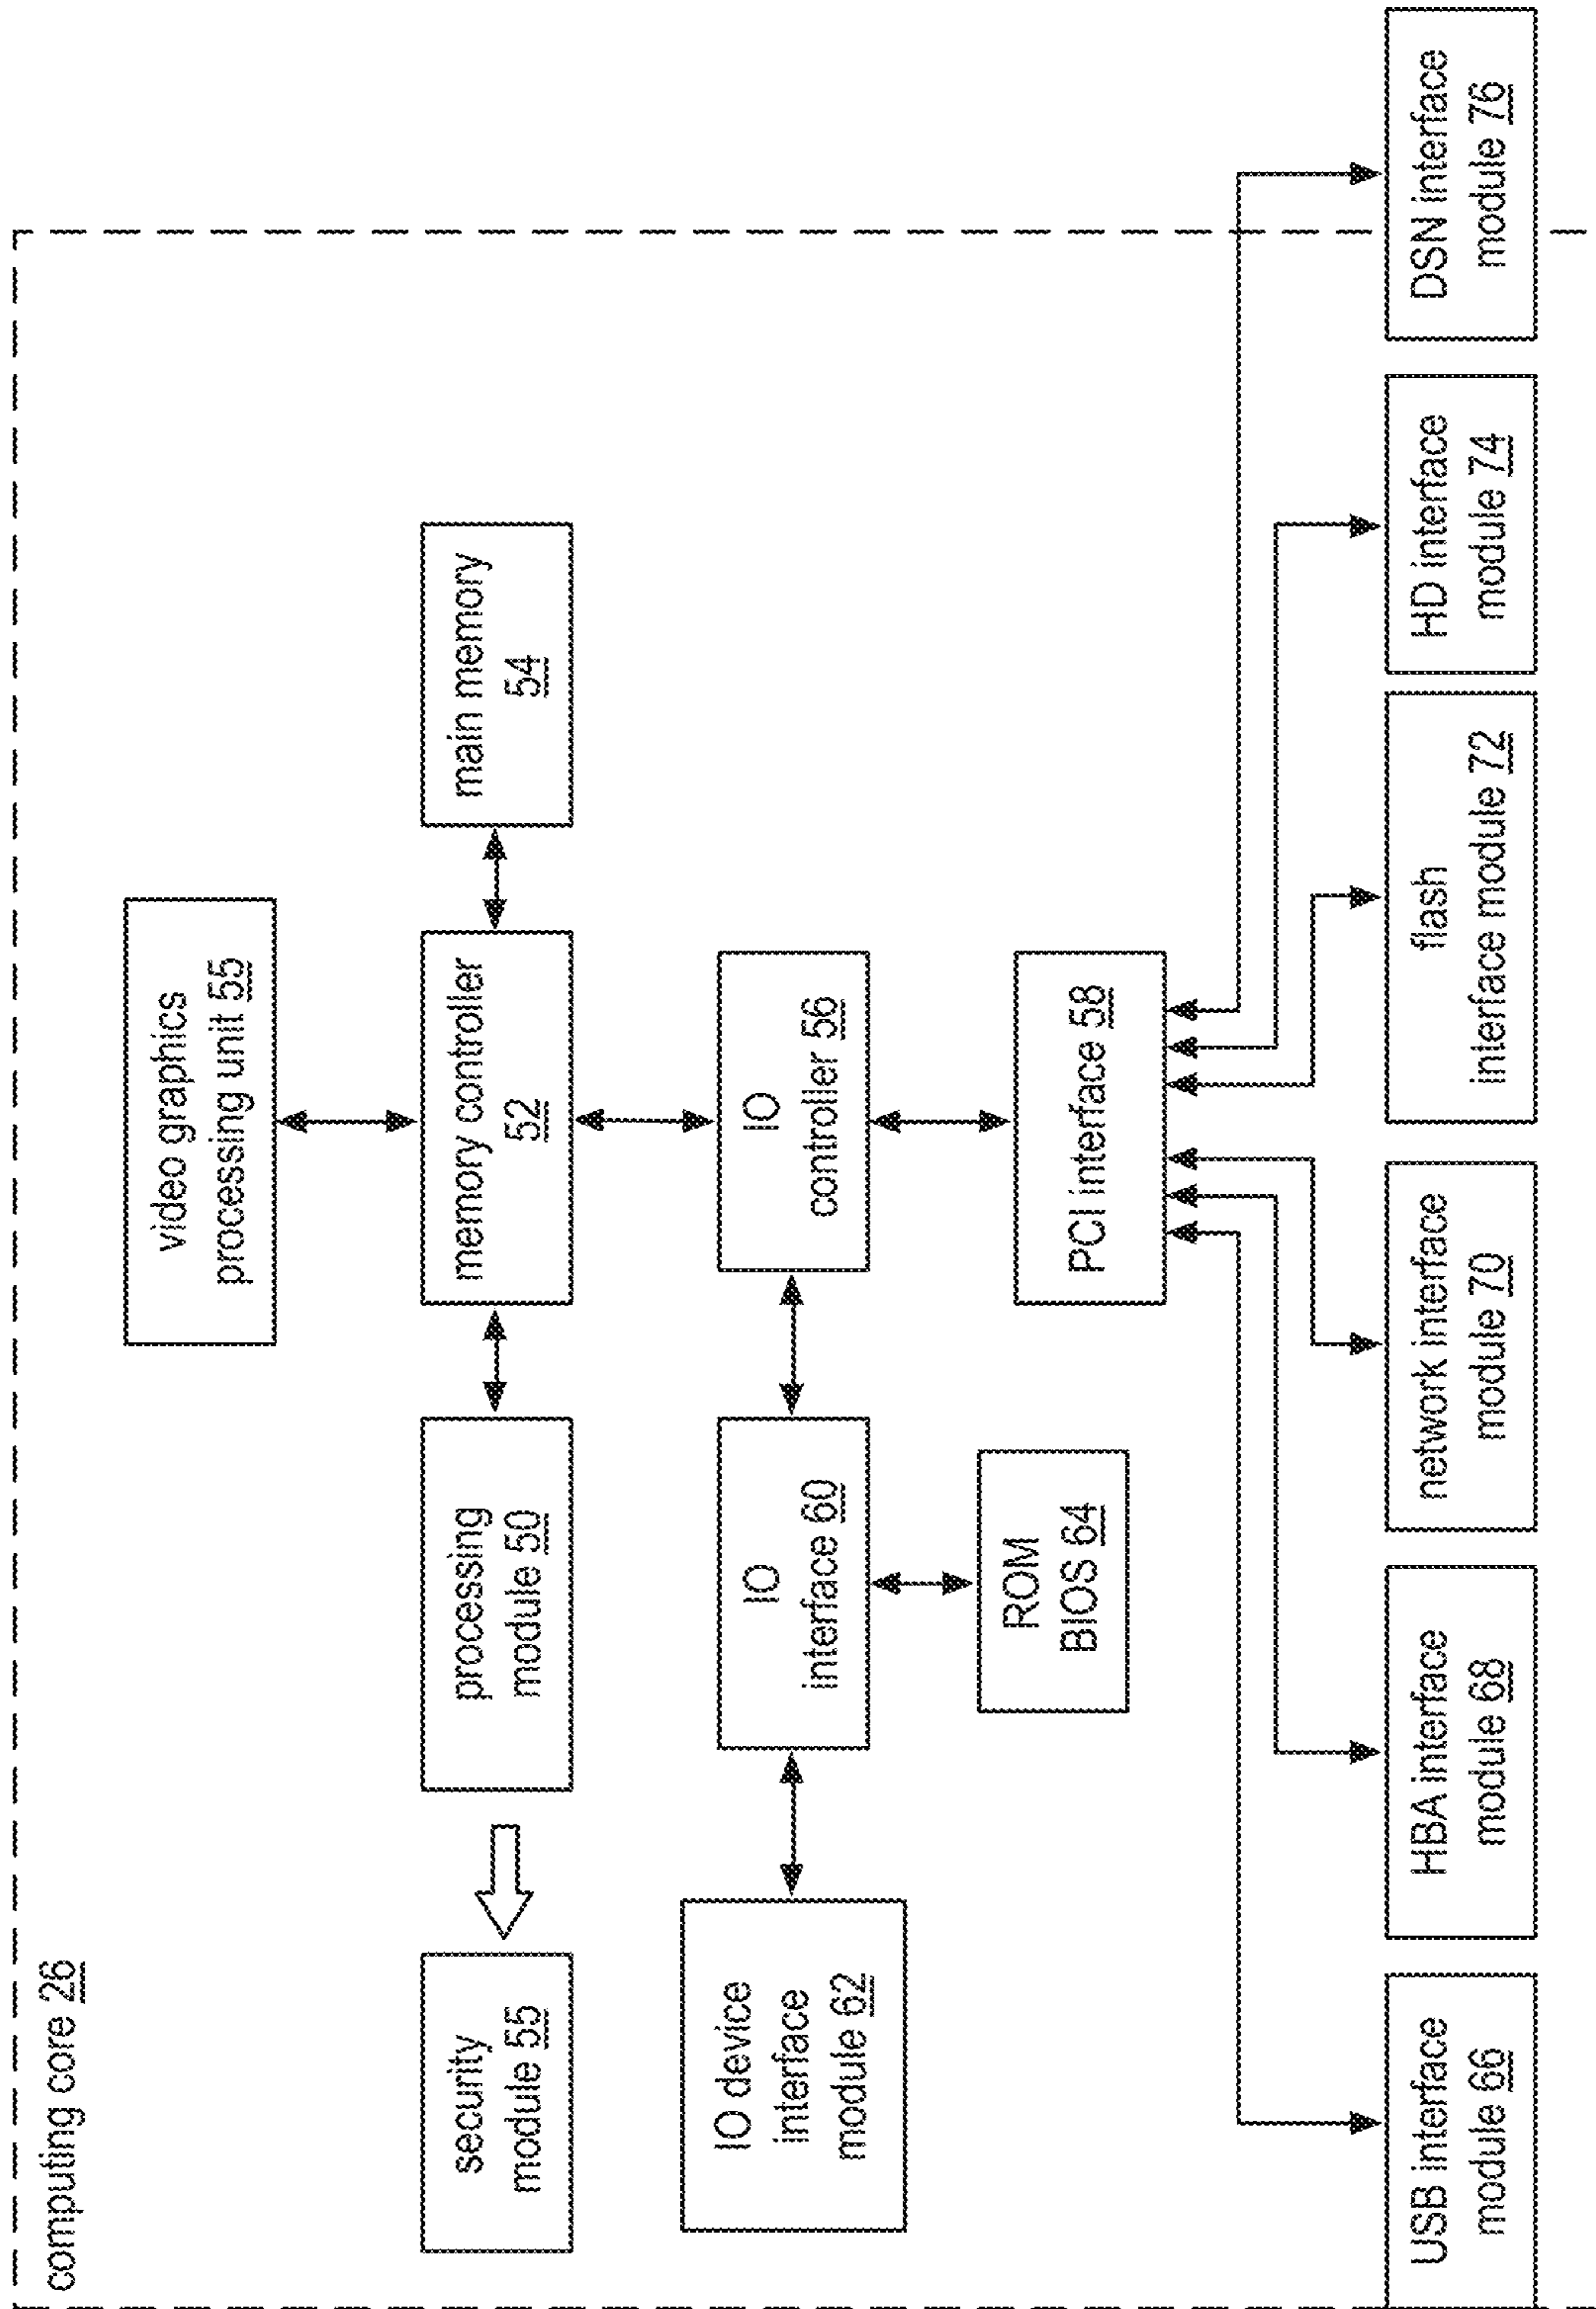 computing core 26
video graphics
processing unit 55
security
module 55
processing
module 50
memory controller
52
main memory
54
IO device
interface
module 62
IO
interface 60
IO
controller 56
ROM
BIOS 64
PCI interface 58
USB interface
module 66
HBA interface
module 68
network interface
module 70
flash
interface module 72
HD interface
module 74
DSN interface
module 76